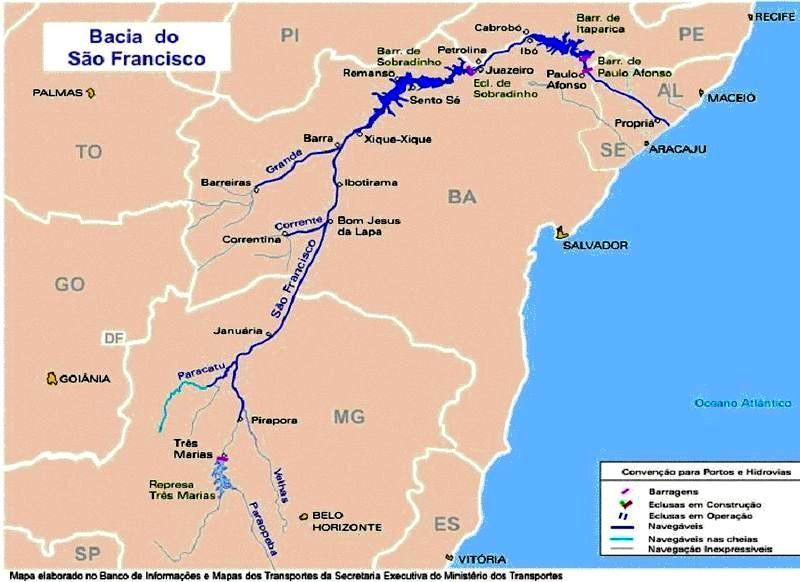 Bacia do
São Francisco
PI
PE
RECIFE
Cabrobó
Barr. de
Itaparica
Ibó
Petrolina
Barr. de
Sobradinho
Juazeiro
Barr. de
Paulo Afonso
Paulo
Afonso
Remanso
Ecl. de
Sobradinho
Sento Sé
AL
MACEIÓ
PALMAS
Propriá
Xique-Xique
Barra
TO
SE
ARACAJU
Grande
Barreiras
Ibotirama
BA
Corrente
Bom Jesus
da Lapa
Correntina
SALVADOR
São Francisco
GO
Januária
DF
Paracatu
GOIÂNIA
Oceano Atlântico
Pirapora
MG
Três
Marias
Represa
Três Marias
Velhas
Paraopeba
BELO
HORIZONTE
ES
SP
VITÓRIA
Convenção para Portos e Hidrovias
Barragens
Eclusas em Construção
Eclusas em Operação
Navegáveis
Navegáveis nas cheias
Navegação Inexpressíveis
Mapa elaborado no Banco de Informações e Mapas dos Transportes da Secretaria Executiva do Ministério dos Transportes